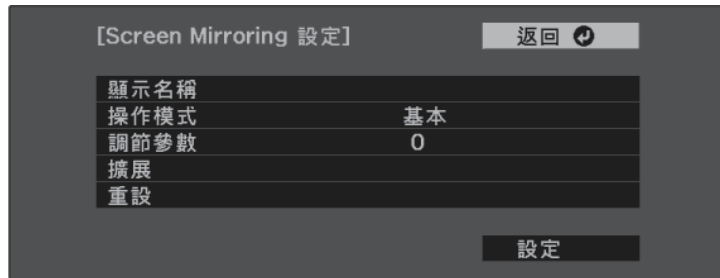 [Screen Mirroring 設定] 返回
顯示名稱
操作模式 基本
調節參數 0
擴展
重設
設定